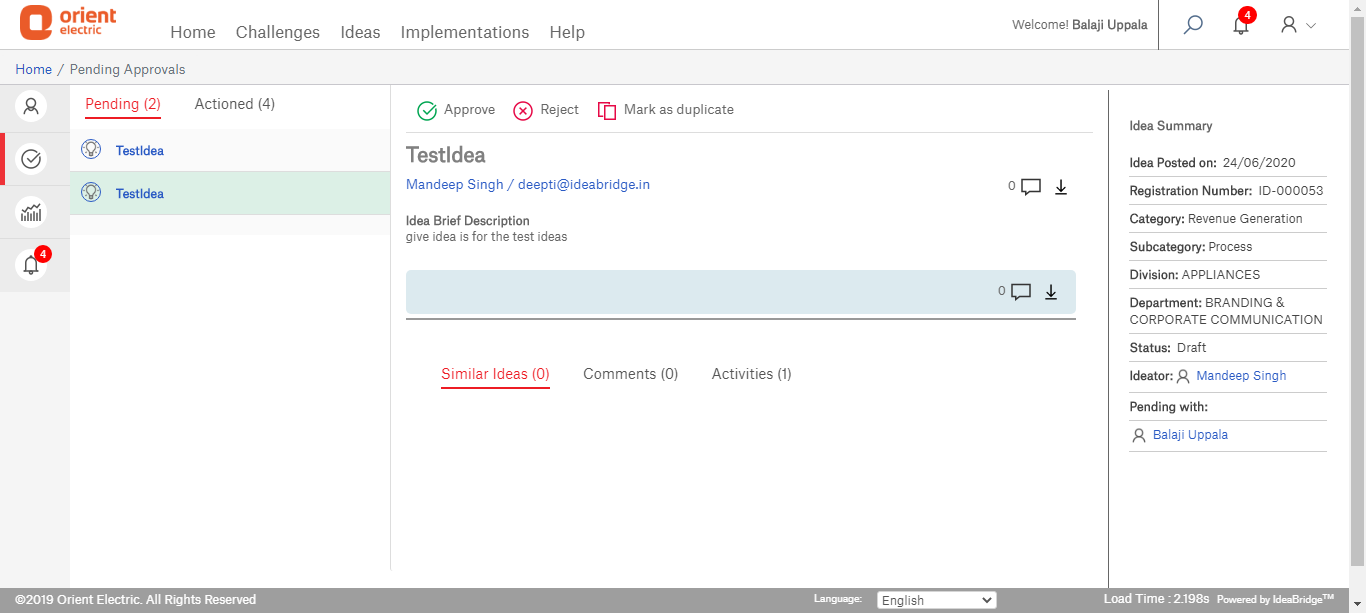 orient
electric
Home Challenges Ideas Implementations Help
Welcome! Balaji Uppala
4
Home / Pending Approvals
Pending (2) Actioned (4)
TestIdea
TestIdea
4
Approve Reject Mark as duplicate
TestIdea
Mandeep Singh / deepti@ideabridge.in
0
Idea Brief Description
give idea is for the test ideas
0
Similar Ideas (0) Comments (0) Activities (1)
Idea Summary
Idea Posted on: 24/06/2020
Registration Number: ID-000053
Category: Revenue Generation
Subcategory: Process
Division: APPLIANCES
Department: BRANDING &
CORPORATE COMMUNICATION
Status: Draft
Ideator: Mandeep Singh
Pending with:
Balaji Uppala
©2019 Orient Electric. All Rights Reserved
Language: English
Load Time : 2.198s Powered by IdeaBridge™